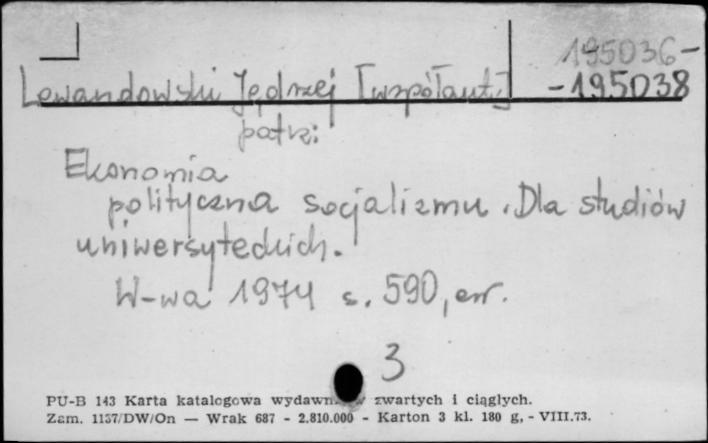 195036-
Lewandowski Jędrzej [współaut.] -195038
patrz:
Ekonomia
polityczna socjalizmu. Dla studiów
uniwersyteckich.
W-wa 1974 s. 590, err.
3
PU-B 143 Karta katalogowa wydawn zwartych i ciągłych.
Zam. 1137/DW/On — Wrak 687 - 2.810.000 - Karton 3 kl. 180 g, - VIII.73.